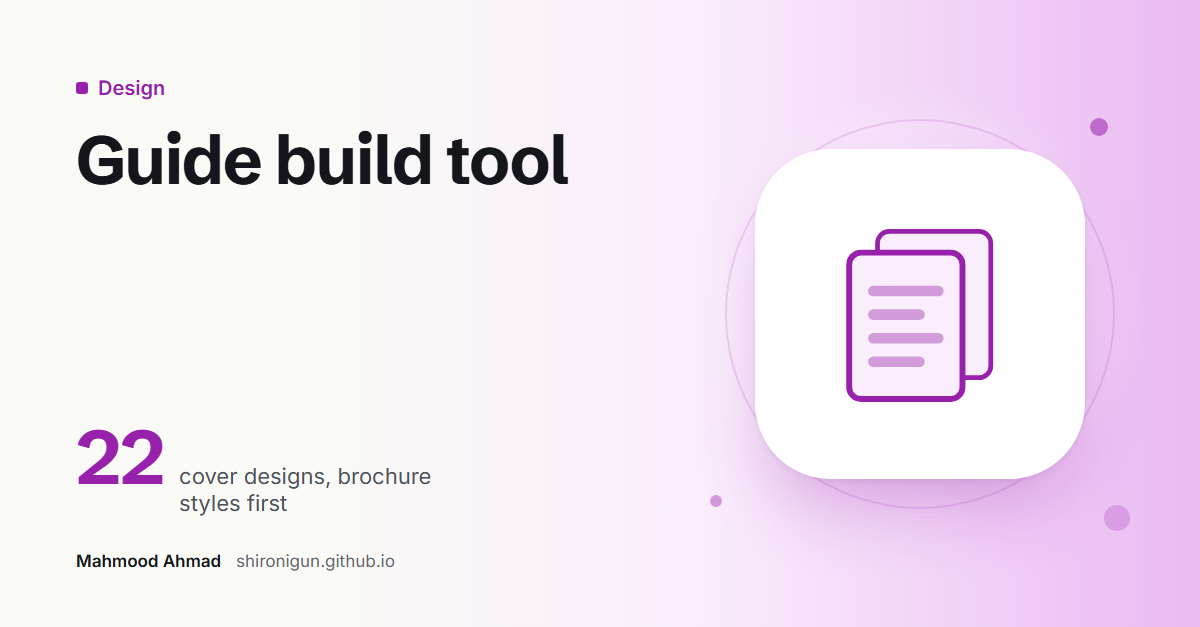 Design
Guide build tool
22 cover designs, brochure
styles first
Mahmood Ahmad shironigun.github.io